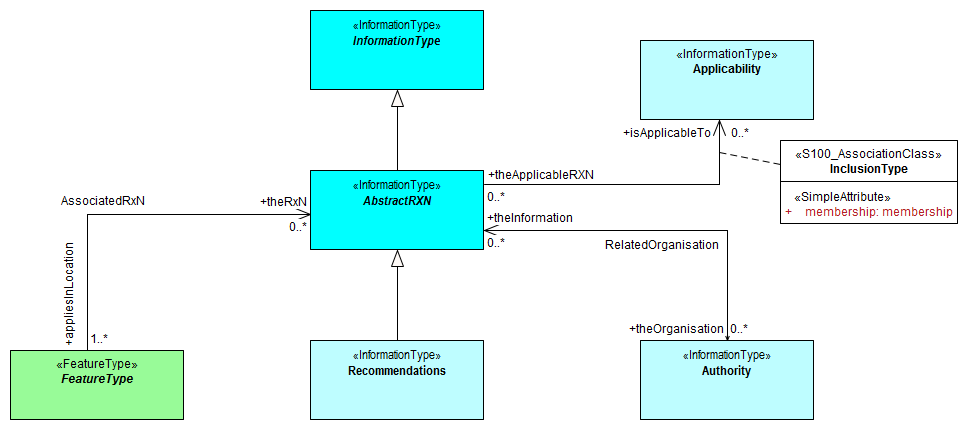 «InformationType»
InformationType
«InformationType»
Applicability
+isApplicableTo
0..*
«S100_AssociationClass»
InclusionType
«SimpleAttribute»
+ membership: membership
«InformationType»
AbstractRXN
+theApplicableRXN
0..*
AssociatedRxN
+theRxN
0..*
+theInformation
0..*
RelatedOrganisation
+appliesInLocation
1..*
+theOrganisation
0..*
«FeatureType»
FeatureType
«InformationType»
Recommendations
«InformationType»
Authority